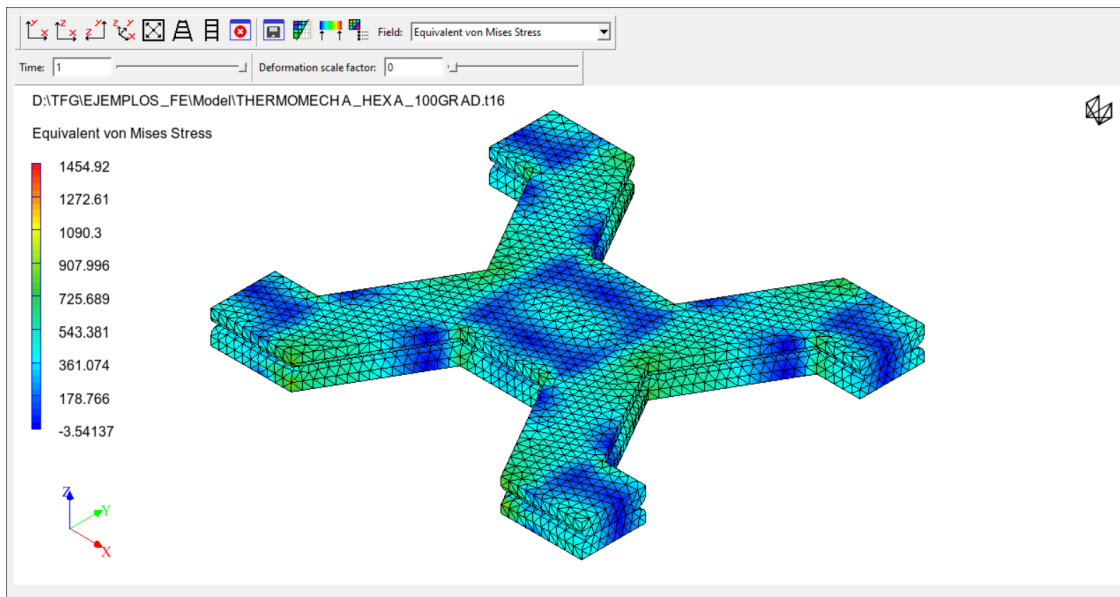 Field: Equivalent von Mises Stress
Time: 1 Deformation scale factor: 0
D:\TFG\EJEMPLOS_FE\Model\THERMOMECHA_HEXA_100GRAD.t16
Equivalent von Mises Stress
1454.92
1272.61
1090.3
907.996
725.689
543.381
361.074
178.766
-3.54137
Z
Y
X